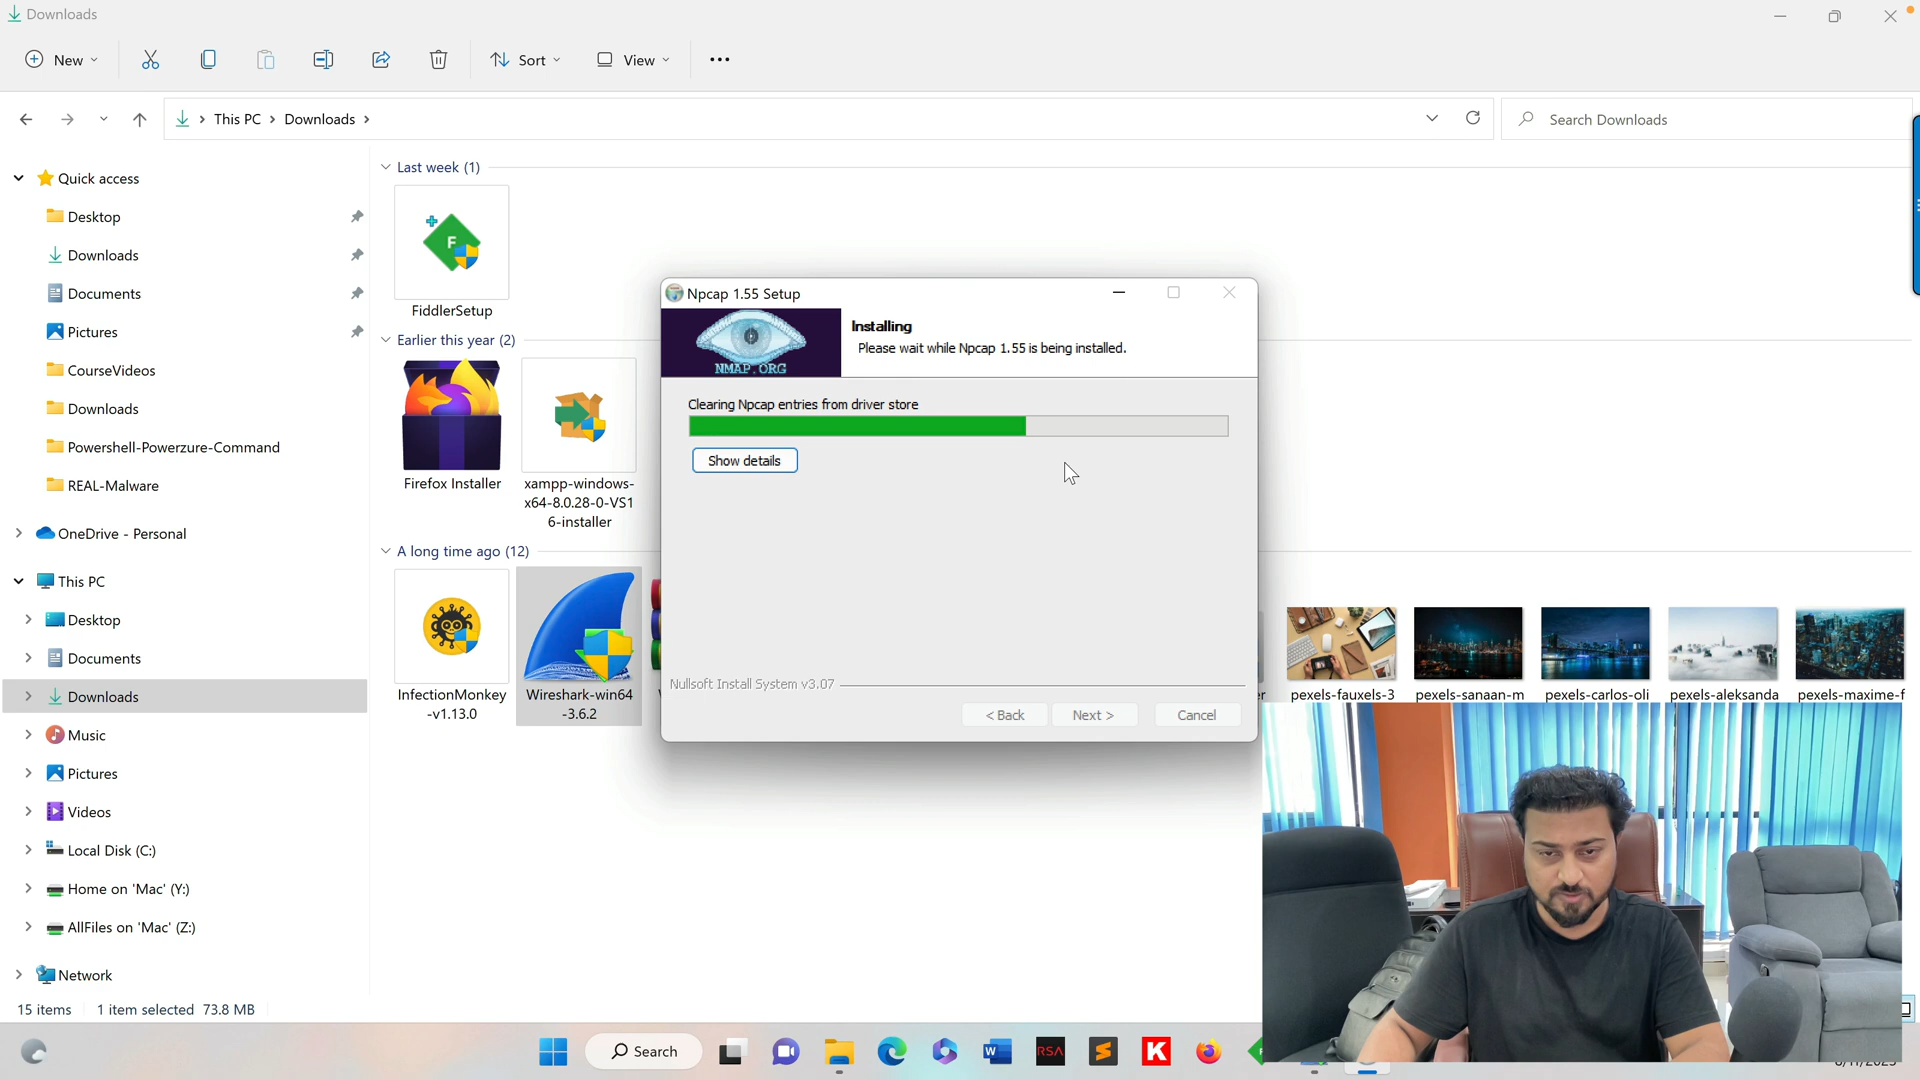 Downloads
New
Sort
View
This PC
Downloads
Search Downloads
Quick access
Desktop
Downloads
Documents
Pictures
CourseVideos
Downloads
Powershell-Powerzure-Command
REAL-Malware
OneDrive - Personal
This PC
Desktop
Documents
Downloads
Music
Pictures
Videos
Local Disk (C:)
Home on 'Mac' (Y:)
AllFiles on 'Mac' (Z:)
Network
15 items
1 item selected 73.8 MB
Last week (1)
F
FiddlerSetup
Earlier this year (2)
Firefox Installer
xampp-windows-
x64-8.0.28-0-VS1
6-installer
A long time ago (12)
InfectionMonkey
-v1.13.0
Wireshark-win64
-3.6.2
pexels-fauxels-3
pexels-sanaan-m
pexels-carlos-oli
pexels-aleksanda
pexels-maxime-f
Npcap 1.55 Setup
NMAP.ORG
Installing
Please wait while Npcap 1.55 is being installed.
Clearing Npcap entries from driver store
Show details
Nullsoft Install System v3.07
< Back
Next >
Cancel
Search
W
RSA
S
K